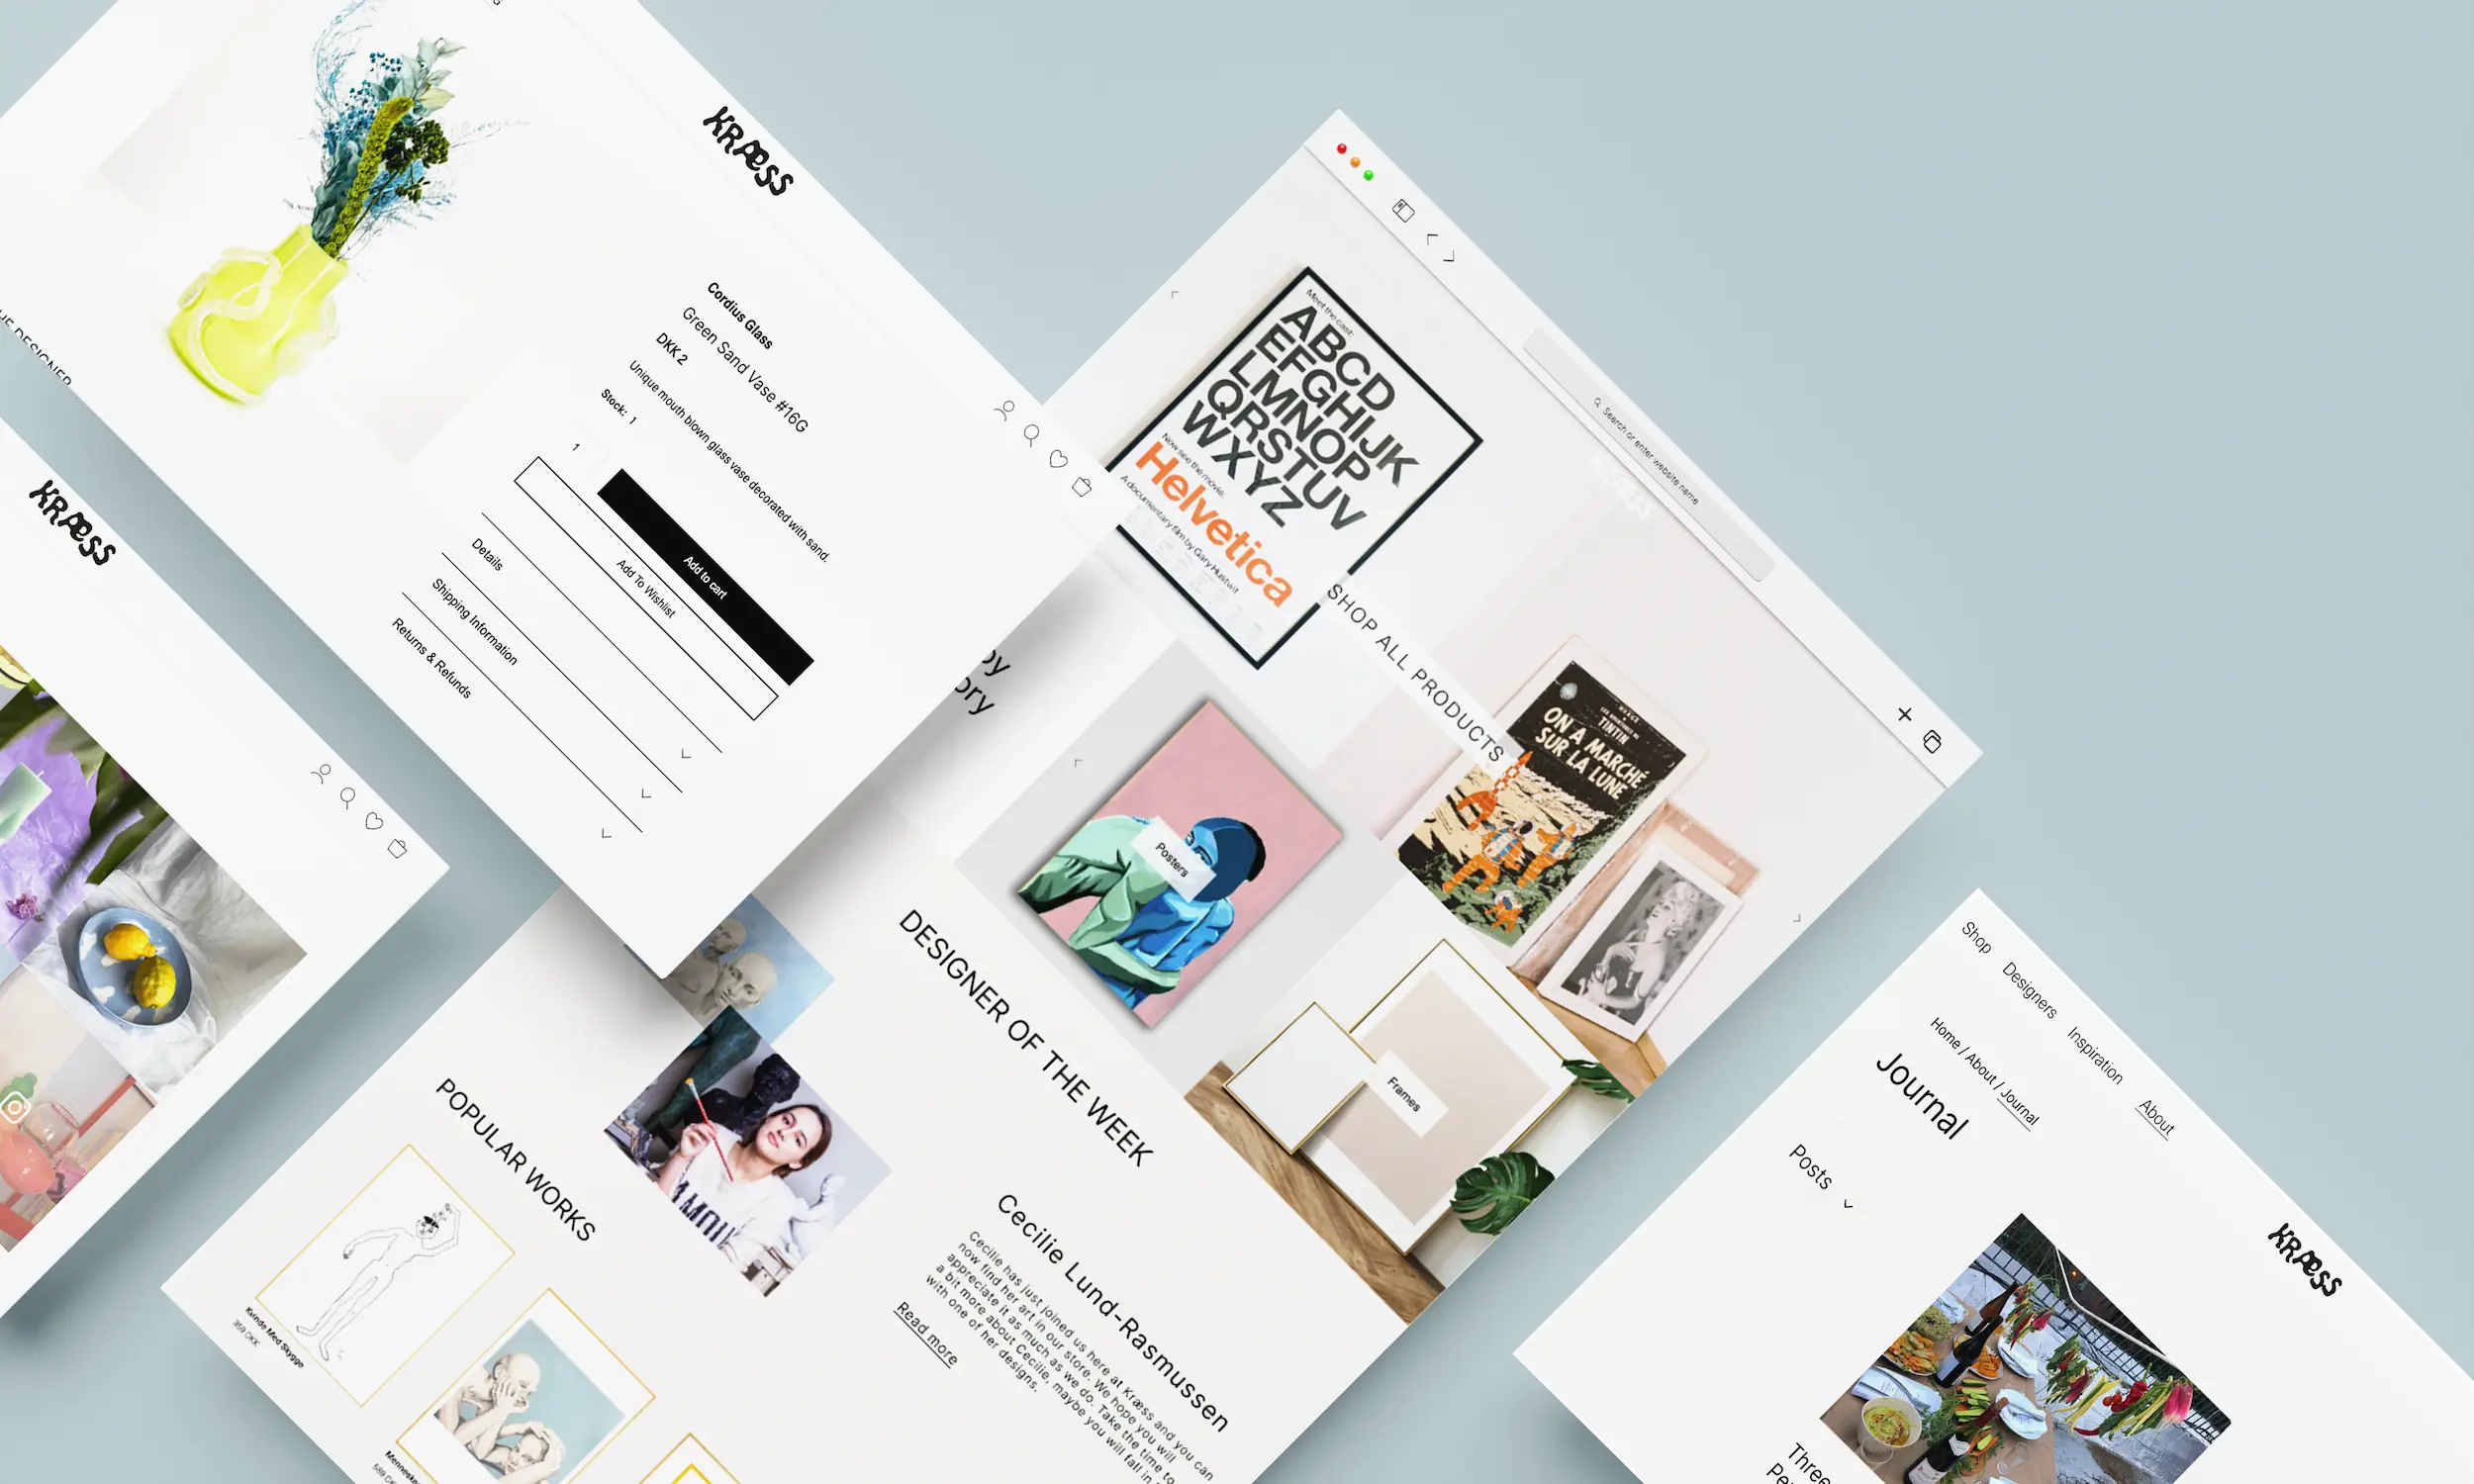 KRÆSS
Cordius Glass
Green Sand Vase #16G
DKK 2
Unique mouth blown glass vase decorated with sand.
Stock: 1
1
Add to cart
Add To Wishlist
Details
Shipping Information
Returns & Refunds
DESIGNER
KRÆSS
Search or enter website name
KRÆSS
Meet the cast:
ABCD
EFGHIJK
LMNOP
QRSTUV
WXYZ
Now see the movie:
Helvetica
A documentary film by Gary Hustwit
SHOP ALL PRODUCTS
HERGÉ
LES AVENTURES DE
TINTIN
ON A MARCHÉ
SUR LA LUNE
Posters
Frames
DESIGNER OF THE WEEK
Cecilie Lund-Rasmussen
Cecilie has just joined us here at Kræss and you can
now find her art in our store. We hope you will
appreciate it as much as we do. Take the time to
a bit more about Cecilie, maybe you will fall in
with one of her designs.
Read more
POPULAR WORKS
Kvinde Med Skygge
359 DKK
Shop Designers Inspiration About
KRÆSS
Home / About / Journal
Journal
Posts
Three